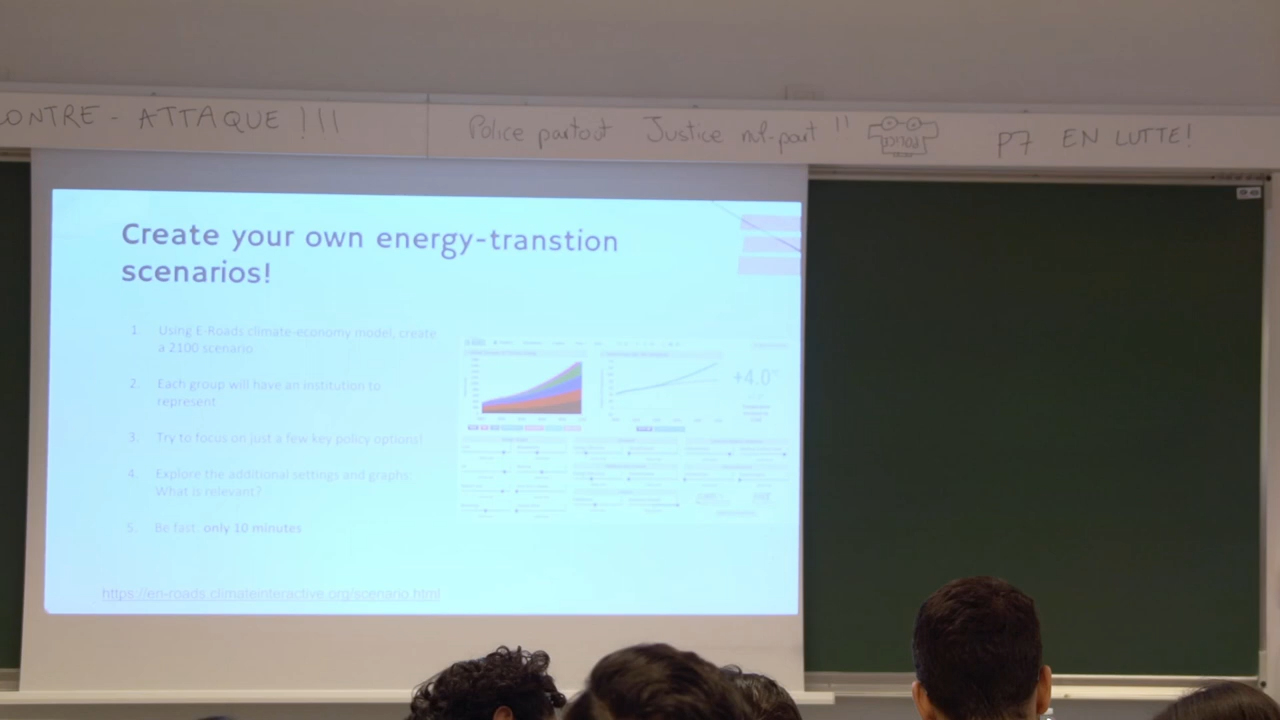 ONTRE - ATTAQUE !!!
Police partout Justice nul-part !!
POLICE
P7 EN LUTTE!
Create your own energy-transtion
scenarios!
1. Using E-Roads climate-economy model, create
a 2100 scenario
2. Each group will have an institution to
represent
3. Try to focus on just a few key policy options!
4. Explore the additional settings and graphs:
What is relevant?
5. Be fast: only 10 minutes
+4.0°
https://en-roads.climateinteractive.org/scenario.html